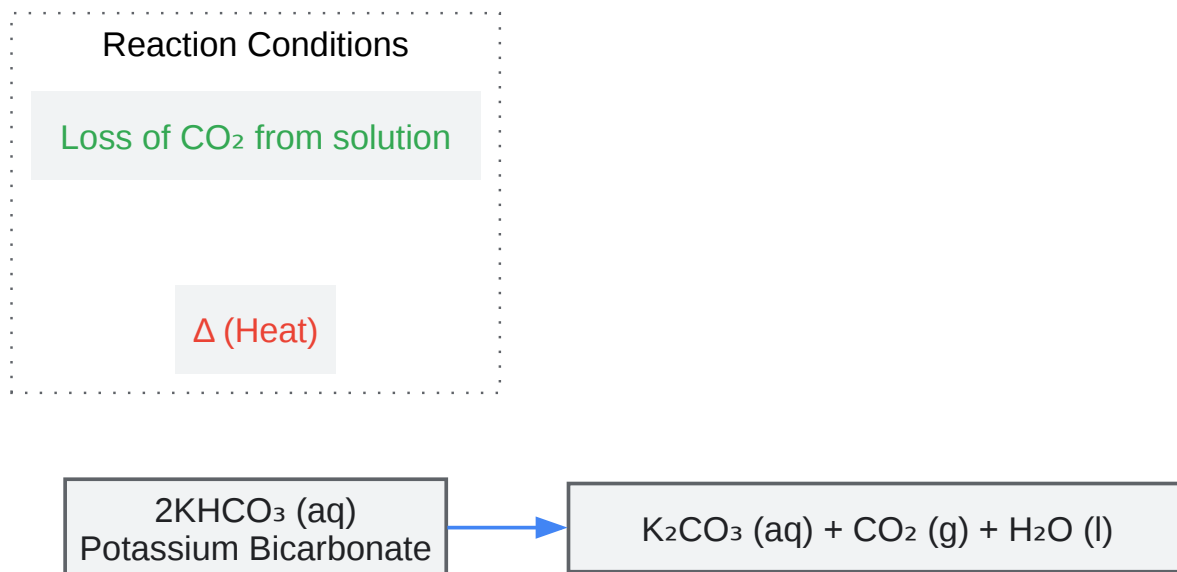 Reaction Conditions
Loss of CO₂ from solution
Δ (Heat)
2KHCO₃ (aq)
Potassium Bicarbonate
K₂CO₃ (aq) + CO₂ (g) + H₂O (l)